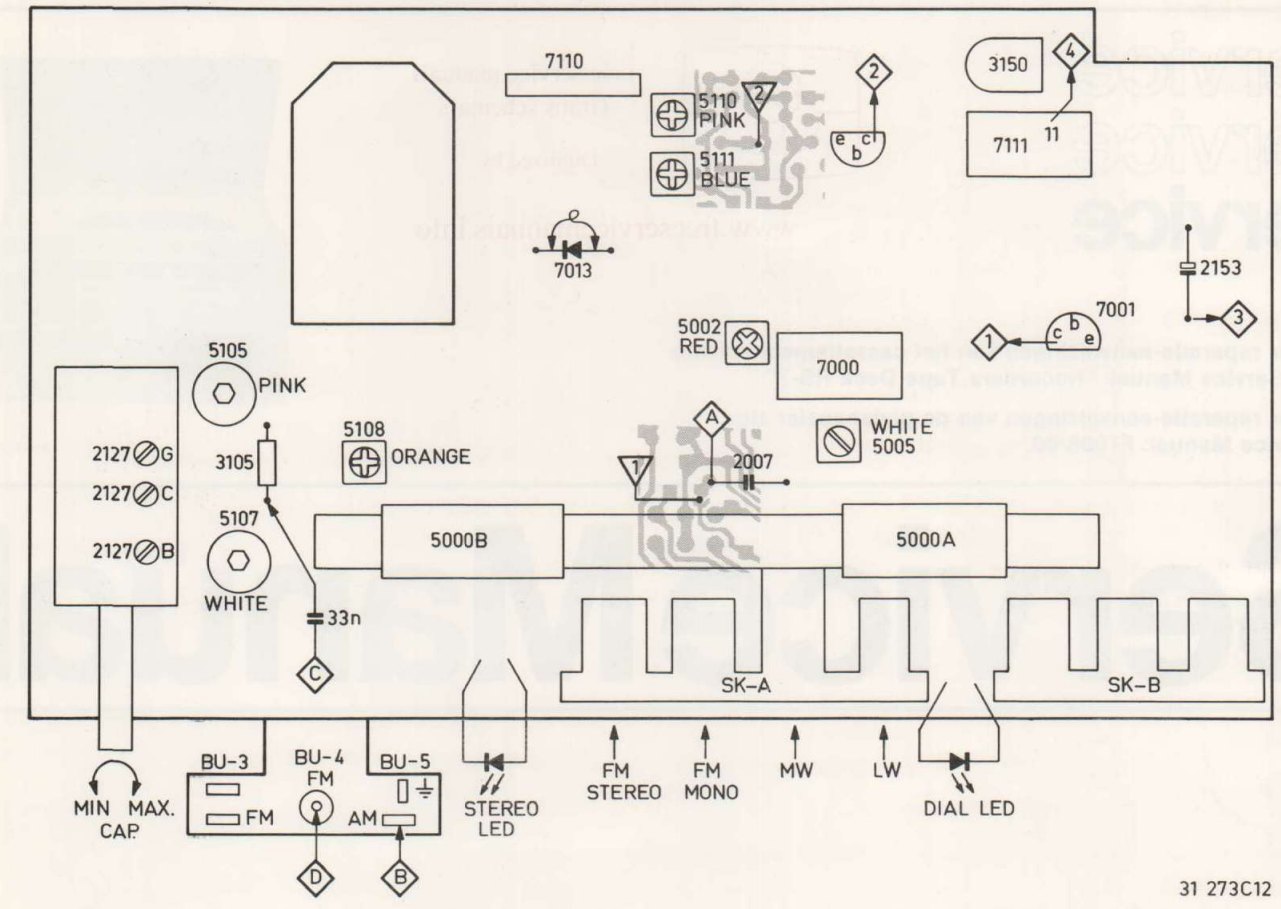 7110
5110
PINK
5111
BLUE
2
2
e b c
3150
4
11
7111
7013
2153
3
5002
RED
7000
1
7001
c b e
5105
PINK
2127 G
2127 C
2127 B
3105
5108
ORANGE
A
1
2007
WHITE
5005
5107
WHITE
5000B
5000A
33n
C
SK-A
SK-B
BU-3
BU-4
FM
BU-5
FM
AM
MIN MAX.
CAP.
D
B
STEREO
LED
FM
STEREO
FM
MONO
MW
LW
DIAL LED
31 273C12
www.freeservicemanuals.info